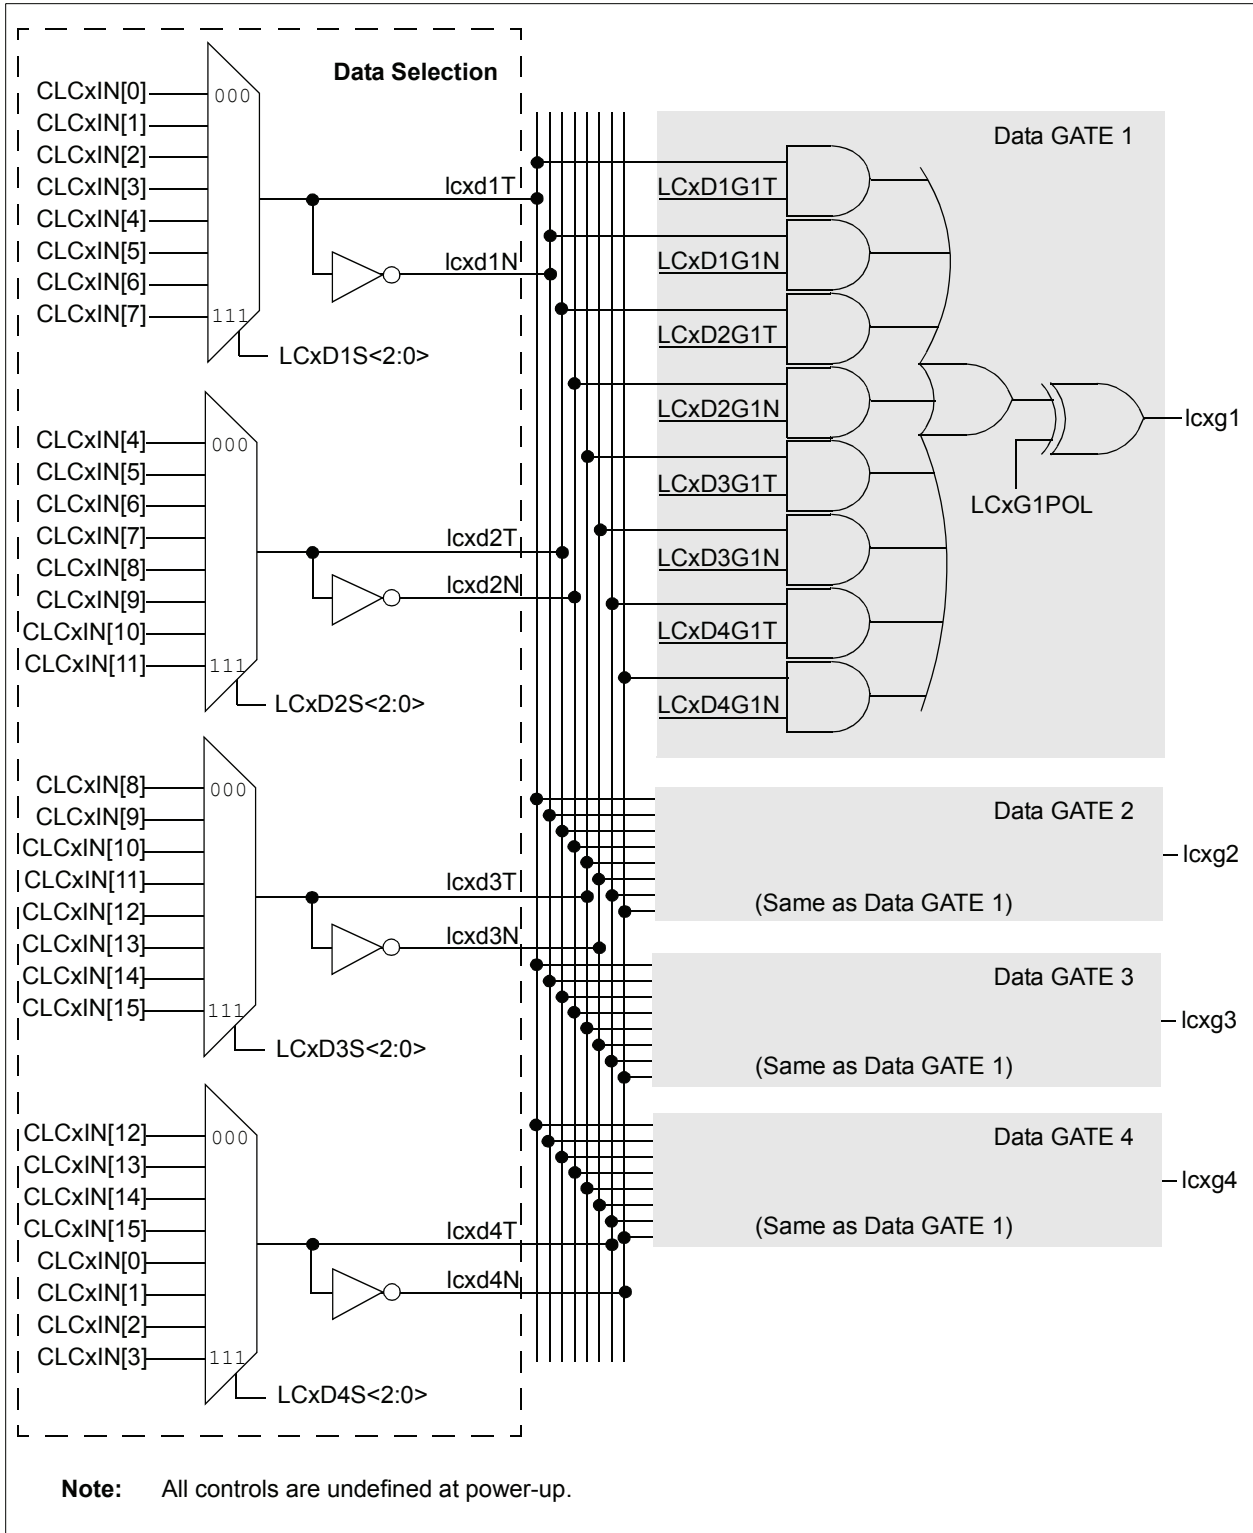 Data Selection
CLCxIN[0]
CLCxIN[1]
CLCxIN[2]
CLCxIN[3]
CLCxIN[4]
CLCxIN[5]
CLCxIN[6]
CLCxIN[7]
000
111
LCxD1S<2:0>
lcxd1T
lcxd1N
CLCxIN[4]
CLCxIN[5]
CLCxIN[6]
CLCxIN[7]
CLCxIN[8]
CLCxIN[9]
CLCxIN[10]
CLCxIN[11]
000
111
LCxD2S<2:0>
lcxd2T
lcxd2N
CLCxIN[8]
CLCxIN[9]
CLCxIN[10]
CLCxIN[11]
CLCxIN[12]
CLCxIN[13]
CLCxIN[14]
CLCxIN[15]
000
111
LCxD3S<2:0>
lcxd3T
lcxd3N
CLCxIN[12]
CLCxIN[13]
CLCxIN[14]
CLCxIN[15]
CLCxIN[0]
CLCxIN[1]
CLCxIN[2]
CLCxIN[3]
000
111
LCxD4S<2:0>
lcxd4T
lcxd4N
Data GATE 1
LCxD1G1T
LCxD1G1N
LCxD2G1T
LCxD2G1N
LCxD3G1T
LCxD3G1N
LCxD4G1T
LCxD4G1N
LCxG1POL
lcxg1
Data GATE 2
(Same as Data GATE 1)
lcxg2
Data GATE 3
(Same as Data GATE 1)
lcxg3
Data GATE 4
(Same as Data GATE 1)
lcxg4
Note: All controls are undefined at power-up.